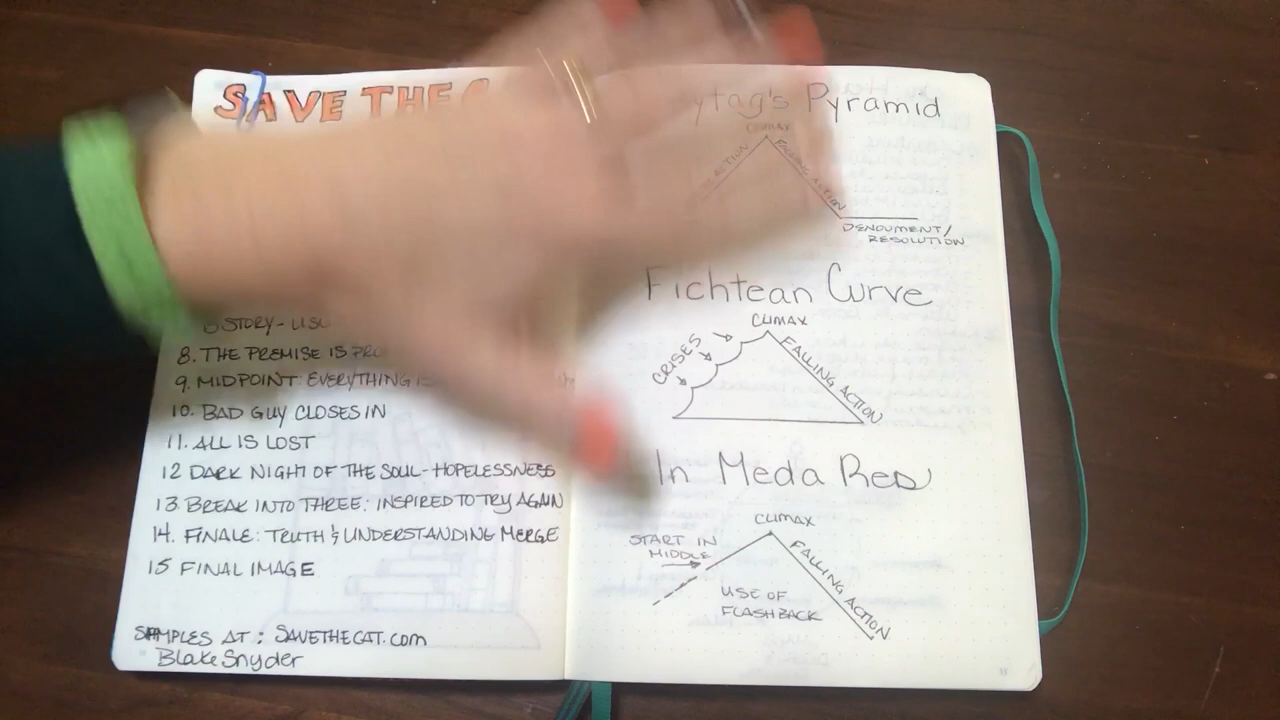 SAVE THE C
8. THE PREMISE IS PRO
9. MIDPOINT: EVERYTHING
10. BAD GUY CLOSES IN
11. ALL IS LOST
12 DARK NIGHT OF THE SOUL - HOPELESSNESS
13. BREAK INTO THREE: INSPIRED TO TRY AGAIN
14. FINALE: TRUTH & UNDERSTANDING MERGE
15 FINAL IMAGE
SAMPLES AT: SAVETHECAT.COM
Blake Snyder
ytag's Pyramid
CLIMAX
ACTION
FALLING ACTION
DENOUMENT/
RESOLUTION
Fichtean Curve
CLIMAX
CRISES
FALLING ACTION
In Meda Res
CLIMAX
START IN
MIDDLE
FALLING ACTION
USE OF
FLASHBACK